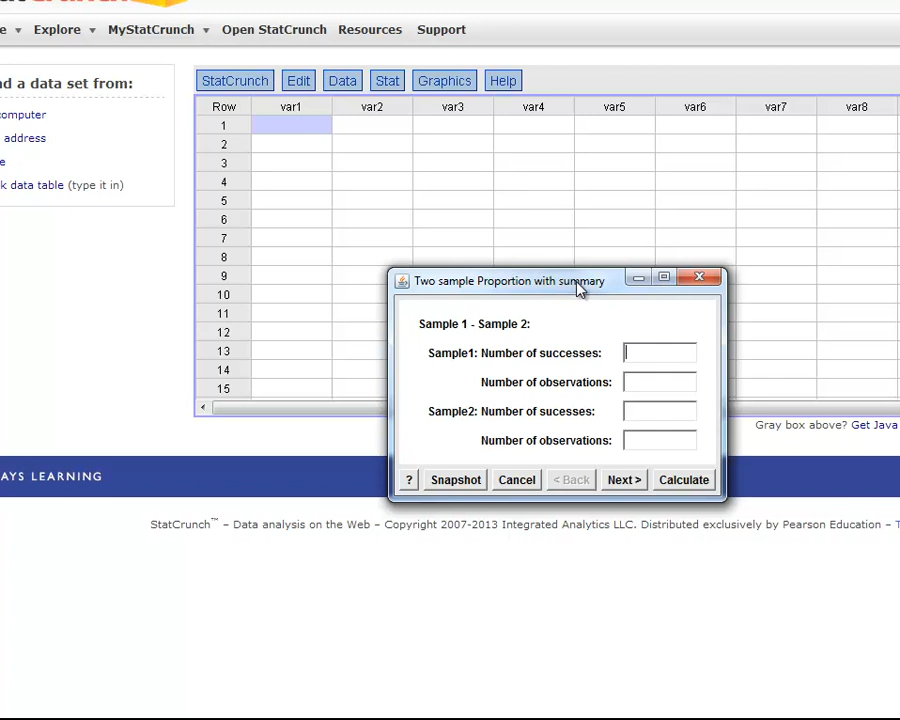 e Explore MyStatCrunch Open StatCrunch Resources Support
d a data set from:
omputer
address
e
k data table (type it in)
StatCrunch Edit Data Stat Graphics Help
Row var1 var2 var3 var4 var5 var6 var7 var8
1
2
3
4
5
6
7
8
9
10
11
12
13
14
15
Two sample Proportion with summary
Sample 1 - Sample 2:
Sample1: Number of successes:
Number of observations:
Sample2: Number of sucesses:
Number of observations:
? Snapshot Cancel < Back Next > Calculate
Gray box above? Get Java
AYS LEARNING
StatCrunch™ – Data analysis on the Web – Copyright 2007-2013 Integrated Analytics LLC. Distributed exclusively by Pearson Education – T